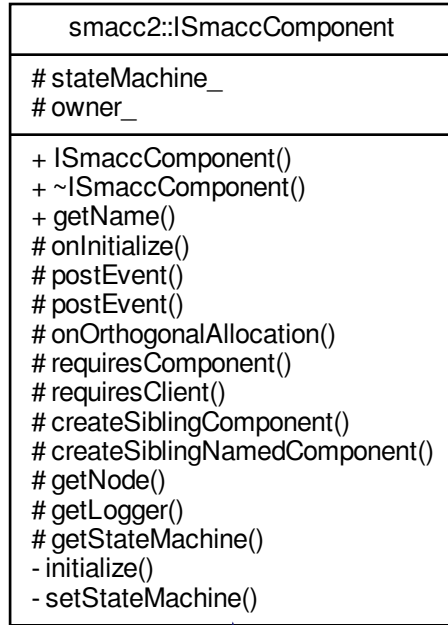 smacc2::ISmaccComponent
# stateMachine_
# owner_
+ ISmaccComponent()
+ ~ISmaccComponent()
+ getName()
# onInitialize()
# postEvent()
# postEvent()
# onOrthogonalAllocation()
# requiresComponent()
# requiresClient()
# createSiblingComponent()
# createSiblingNamedComponent()
# getNode()
# getLogger()
# getStateMachine()
- initialize()
- setStateMachine()